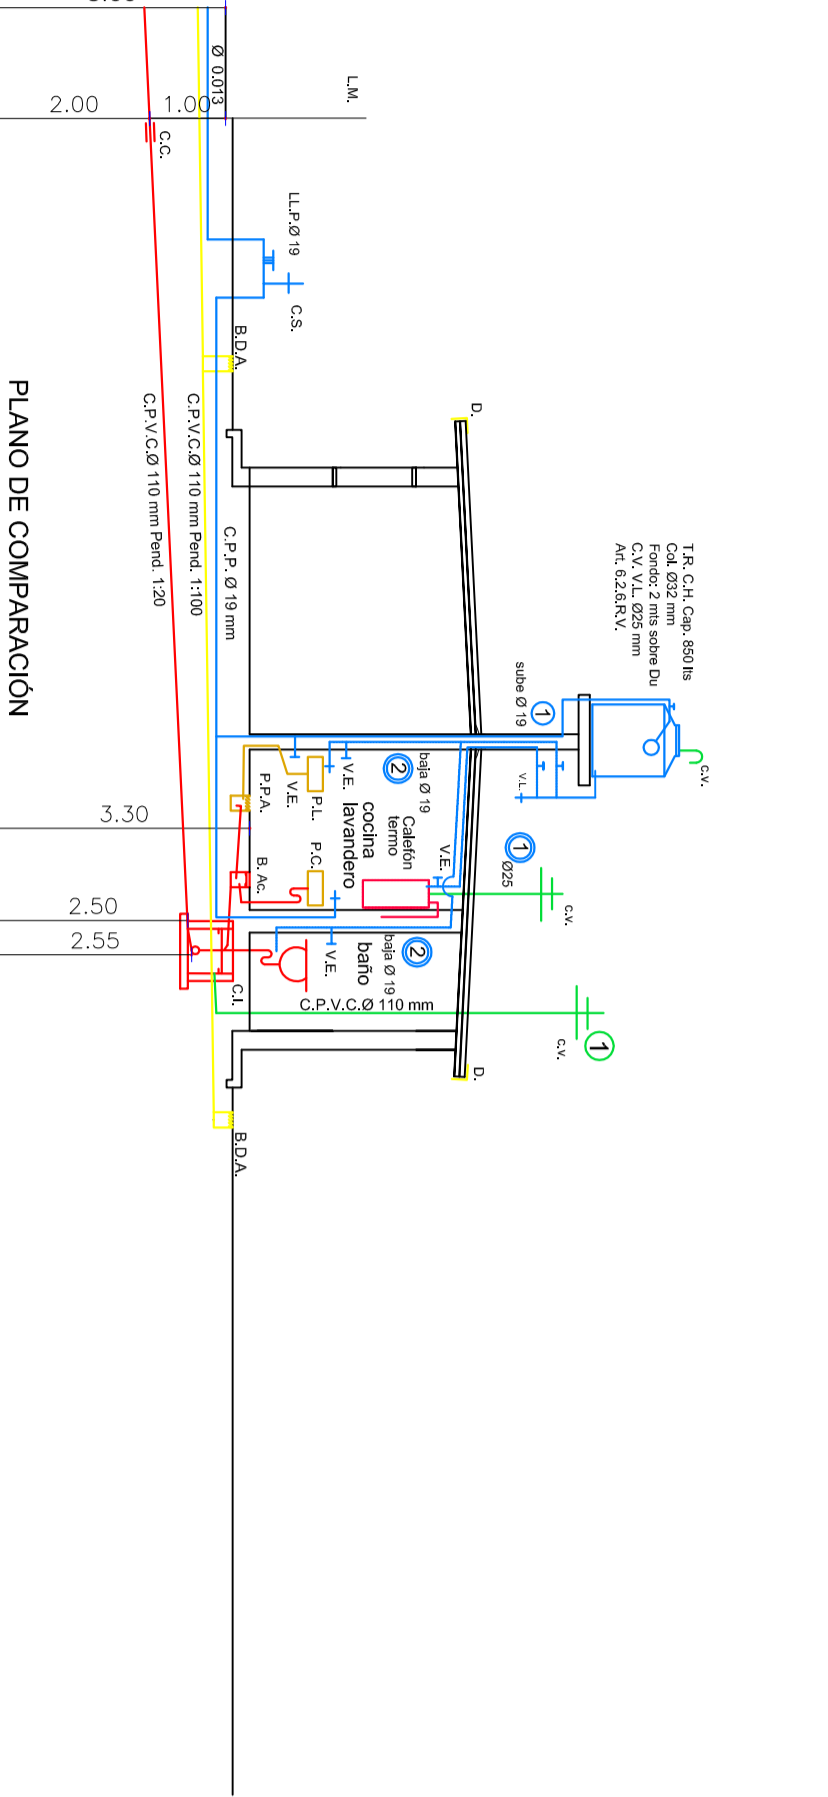 T.R. C.H. Cap. 850 lts
Col. Ø32 mm
Fondo: 2 mts sobre Du
C.V. V.L. Ø25 mm
Art. 6.2.6.R.V.
c.v.
sube Ø 19
1
V.L.
1
Ø25
c.v.
c.v.
1
D.
D.
L.M.
Ø 0.013
LL.P.Ø 19
C.S.
B.D.A.
C.C.
baja Ø 19
2
V.E.
V.E.
V.E.
Calefón
termo
cocina
lavandero
P.L.
P.C.
P.P.A.
B. Ac.
2
baja Ø 19
baño
V.E.
C.P.V.C.Ø 110 mm
C.I.
B.D.A.
C.P.P. Ø 19 mm
C.P.V.C.Ø 110 mm Pend. 1:100
C.P.V.C.Ø 110 mm Pend. 1:20
1.00
2.00
3.30
2.50
2.55
PLANO DE COMPARACIÓN